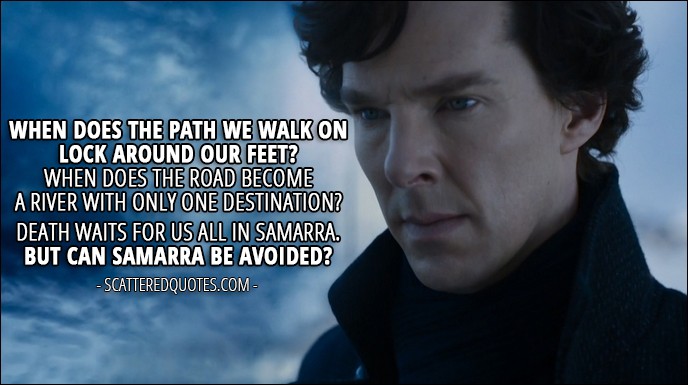 WHEN DOES THE PATH WE WALK ON
LOCK AROUND OUR FEET?
WHEN DOES THE ROAD BECOME
A RIVER WITH ONLY ONE DESTINATION?
DEATH WAITS FOR US ALL IN SAMARRA.
BUT CAN SAMARRA BE AVOIDED?
- SCATTEREDQUOTES.COM -